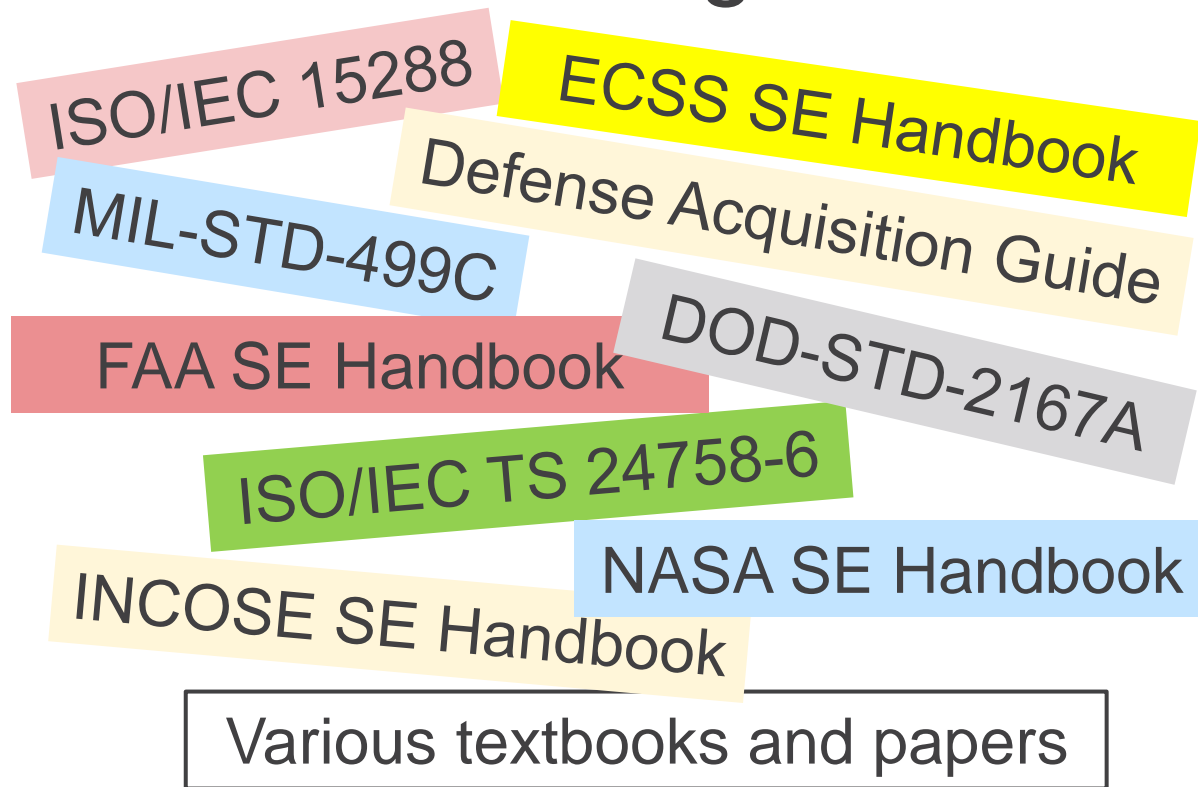 ISO/IEC 15288
ECSS SE Handbook
Defense Acquisition Guide
MIL-STD-499C
DOD-STD-2167A
FAA SE Handbook
ISO/IEC TS 24758-6
NASA SE Handbook
INCOSE SE Handbook
Various textbooks and papers